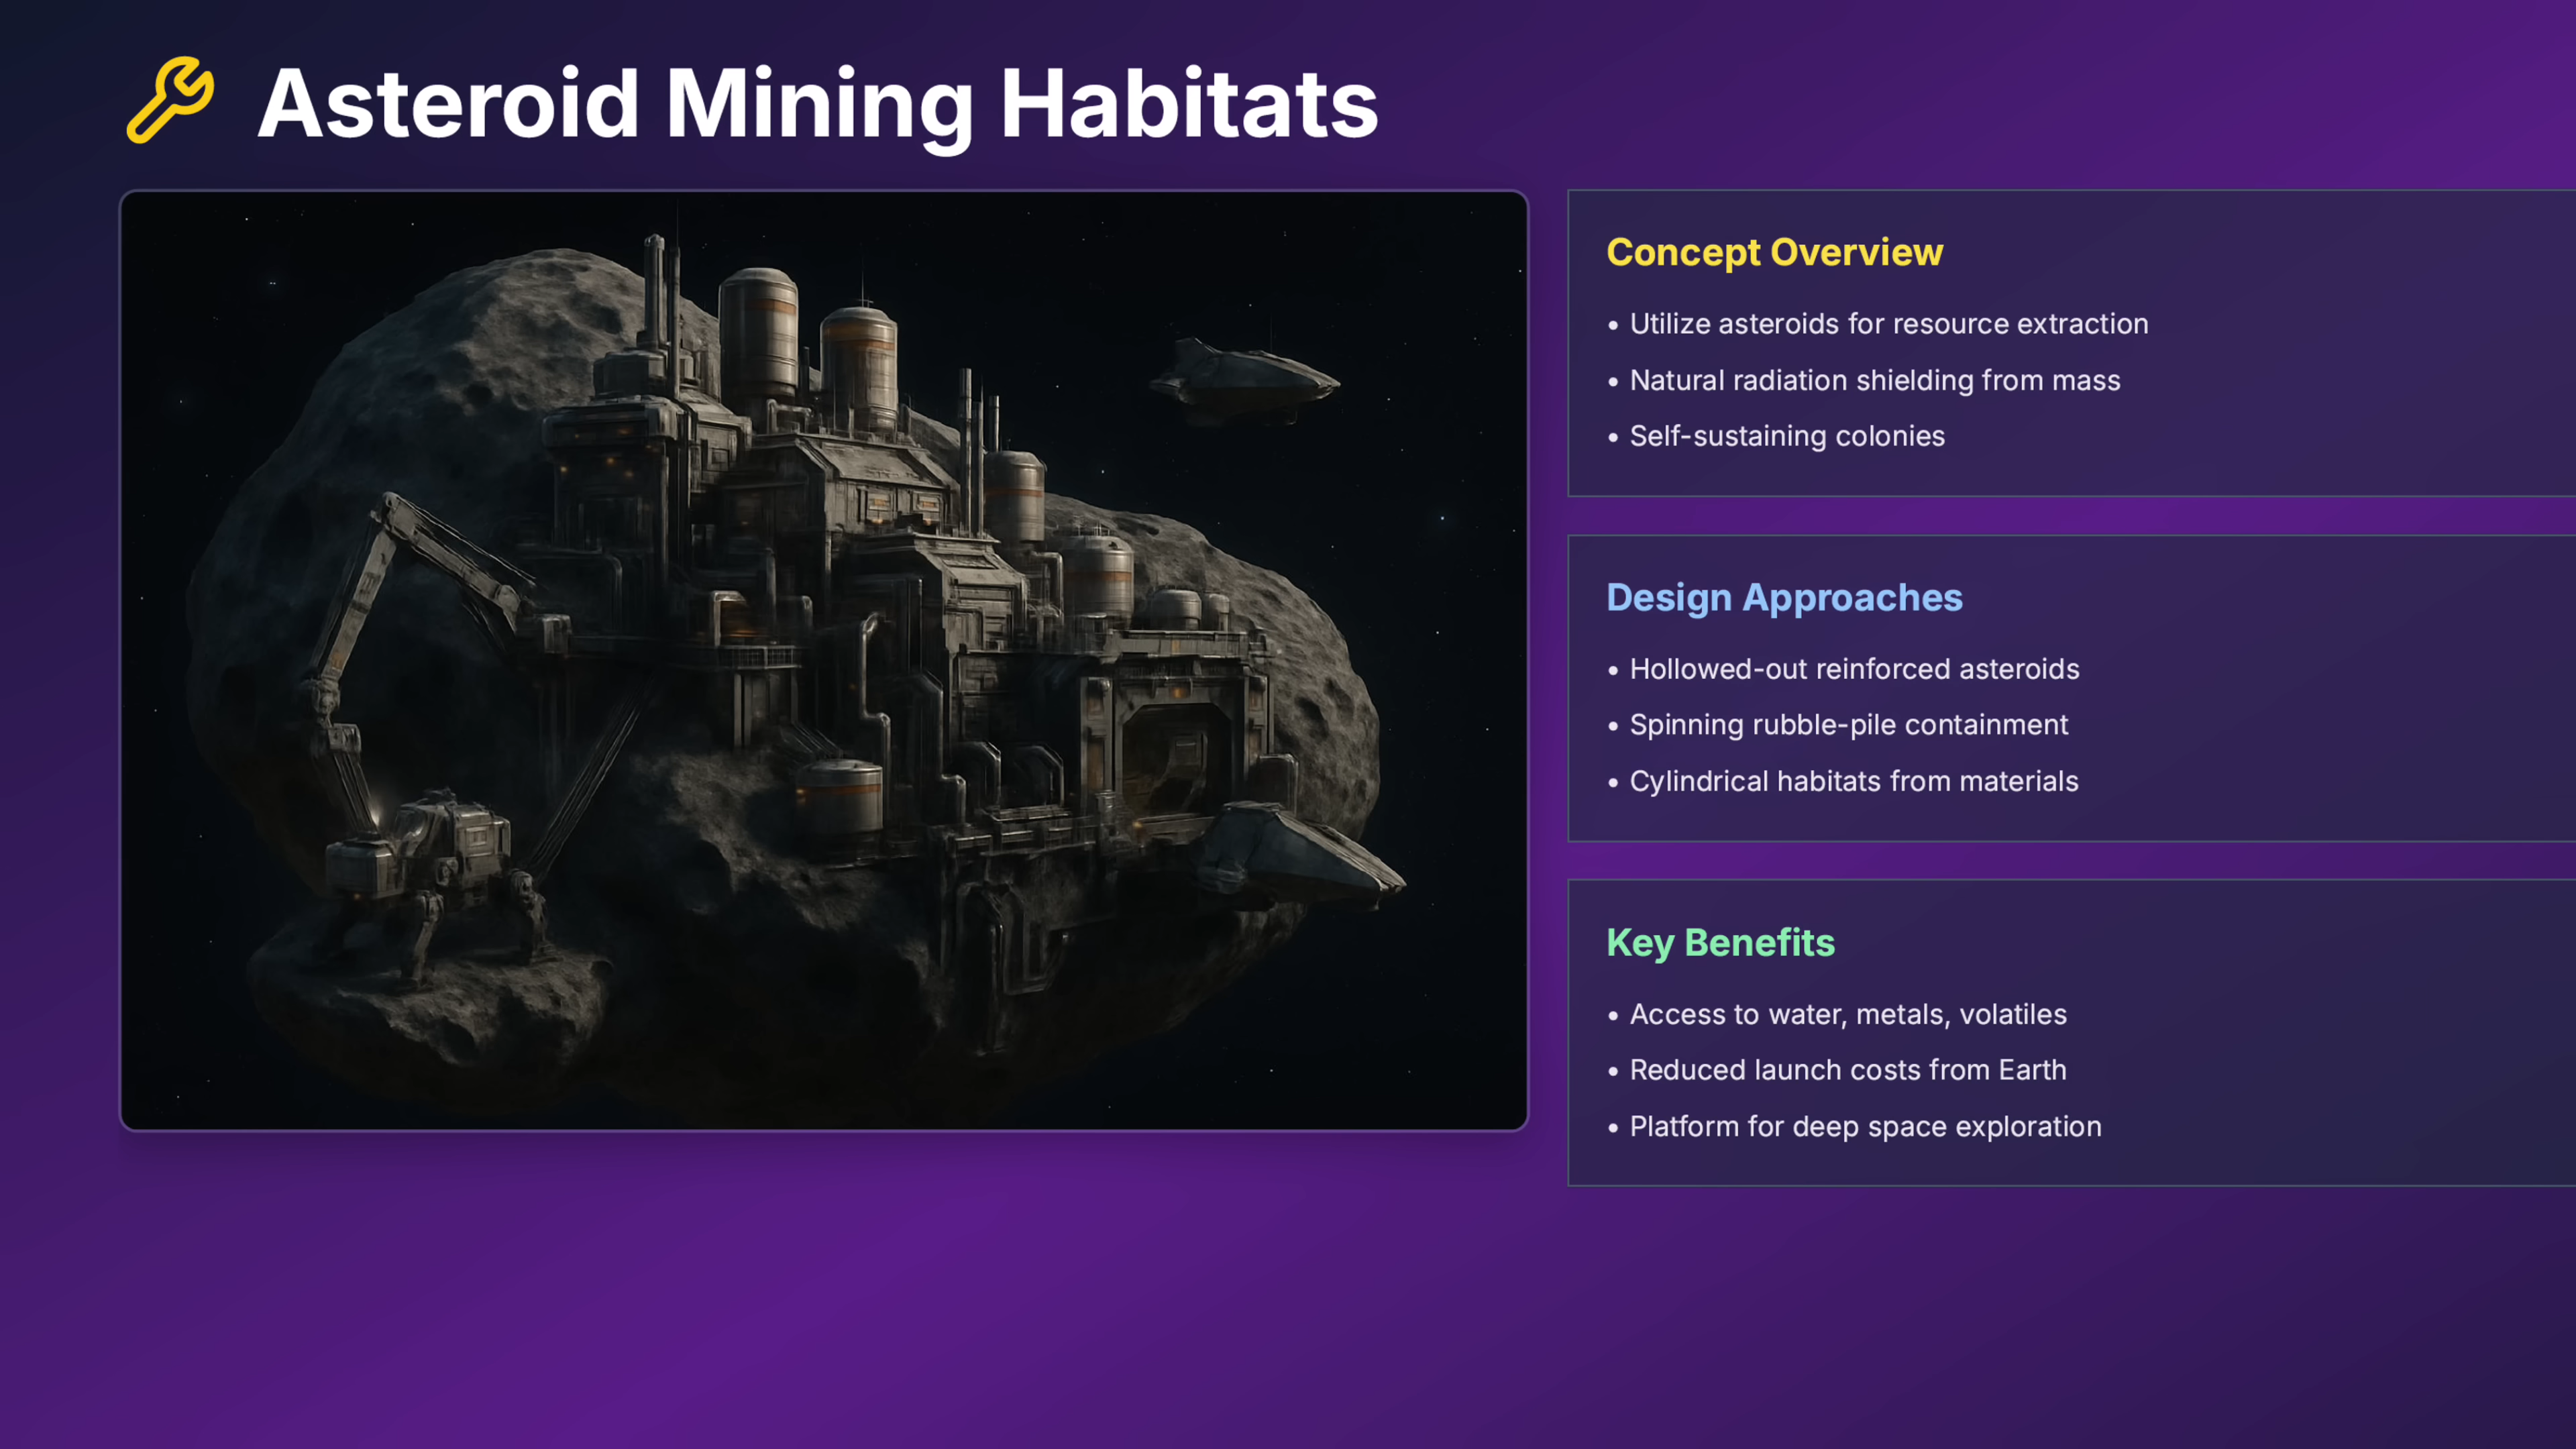 Asteroid Mining Habitats
Concept Overview
• Utilize asteroids for resource extraction
• Natural radiation shielding from mass
• Self-sustaining colonies
Design Approaches
• Hollowed-out reinforced asteroids
• Spinning rubble-pile containment
• Cylindrical habitats from materials
Key Benefits
• Access to water, metals, volatiles
• Reduced launch costs from Earth
• Platform for deep space exploration